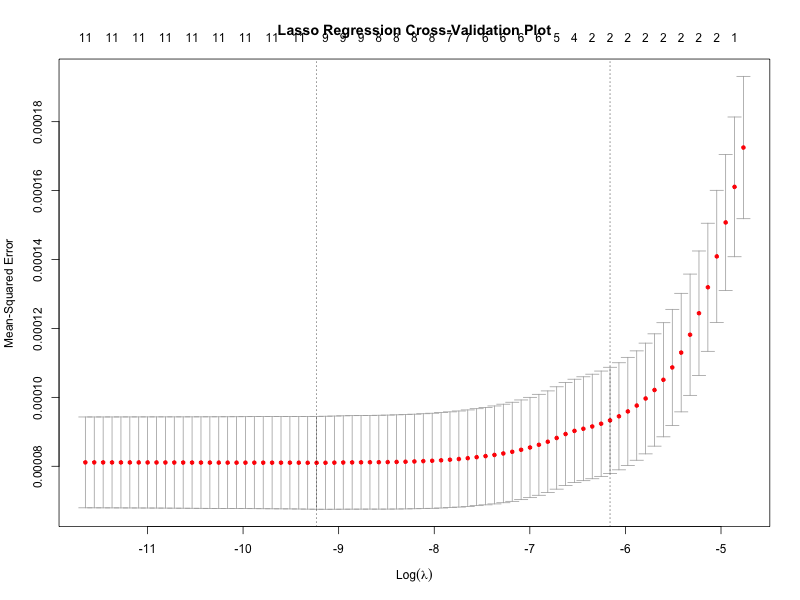 Lasso Regression Cross-Validation Plot
11 11 11 11 11 11 11 11 11 9 9 9 8 8 8 8 7 7 6 6 6 6 5 4 2 2 2 2 2 2 2 2 1
0.00018
0.00016
0.00014
0.00012
0.00010
0.00008
Mean-Squared Error
-11 -10 -9 -8 -7 -6 -5
Log(λ)